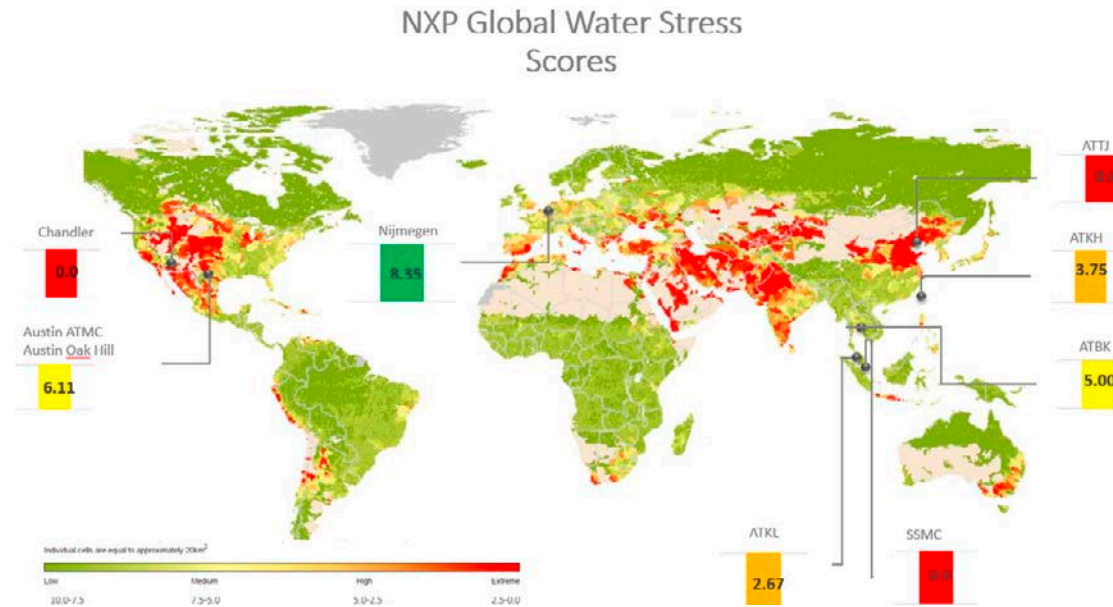 NXP Global Water Stress
Scores
ATTJ
Chandler
0.0
Nijmegen
8.35
ATKH
3.75
Austin ATMC
Austin Oak Hill
6.11
ATBK
5.00
ATKL
2.67
SSMC
0.0
Individual cells are equal to approximately 20km²
Low Medium High Extreme
10.0-7.5 7.5-5.0 5.0-2.5 2.5-0.0